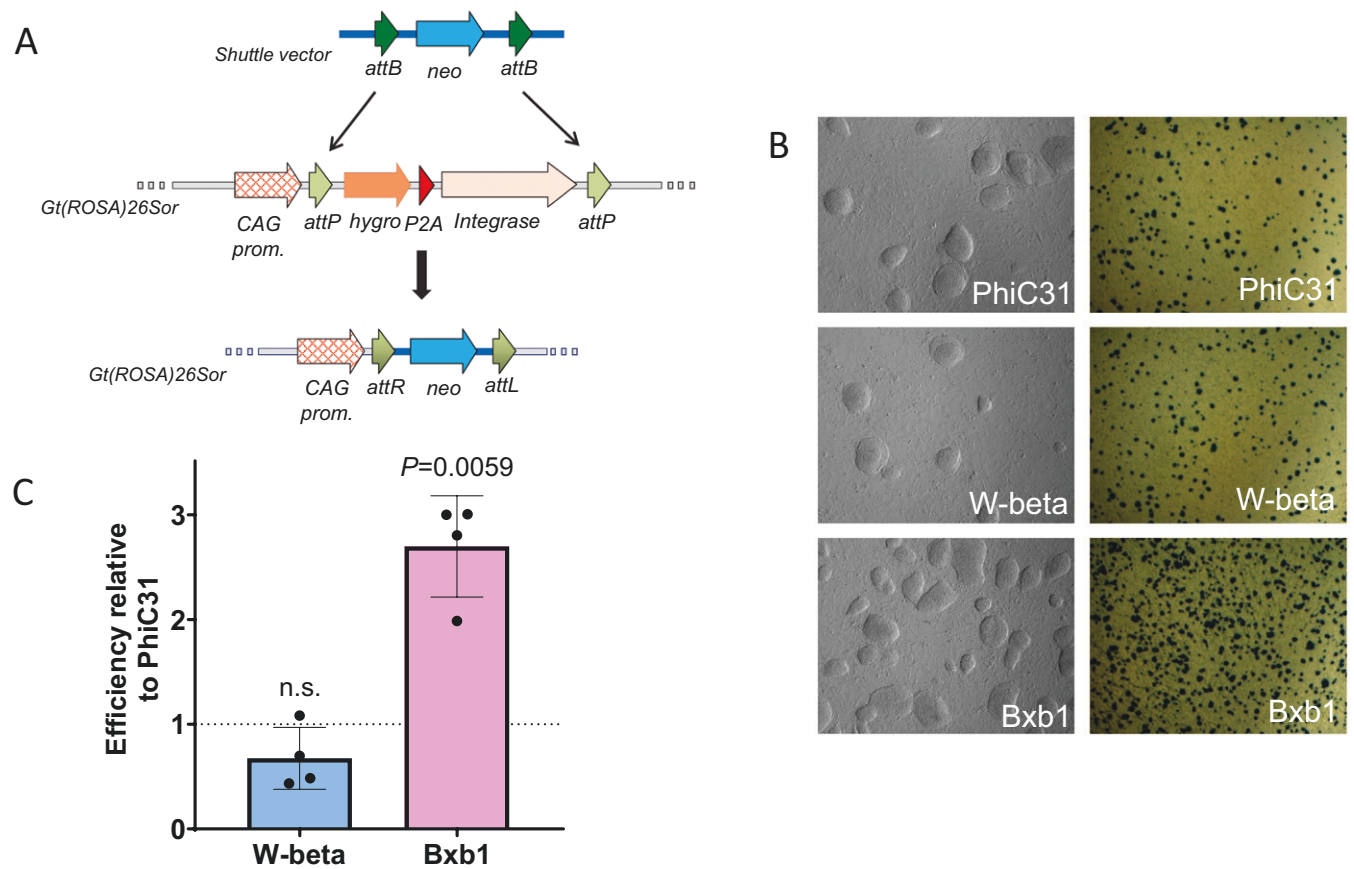 A
Shuttle vector
attB
neo
attB
Gt(ROSA)26Sor
CAG
prom.
attP
hygro
P2A
Integrase
attP
Gt(ROSA)26Sor
CAG
prom.
attR
neo
attL
B
PhiC31
PhiC31
W-beta
W-beta
Bxb1
Bxb1
C
Efficiency relative
to PhiC31
3
2
1
0
n.s.
P=0.0059
W-beta
Bxb1